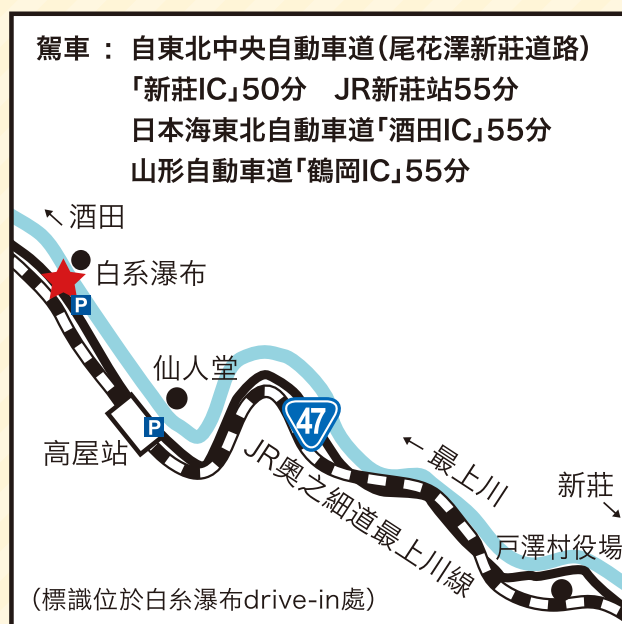 駕車：自東北中央自動車道（尾花澤新莊道路）
「新莊IC」50分　JR新莊站55分
日本海東北自動車道「酒田IC」55分
山形自動車道「鶴岡IC」55分
酒田
白系瀑布
P
仙人堂
47
P
高屋站
JR奧之細道最上川線
最上川
新莊
戸澤村役場
（標識位於白糸瀑布drive-in處）